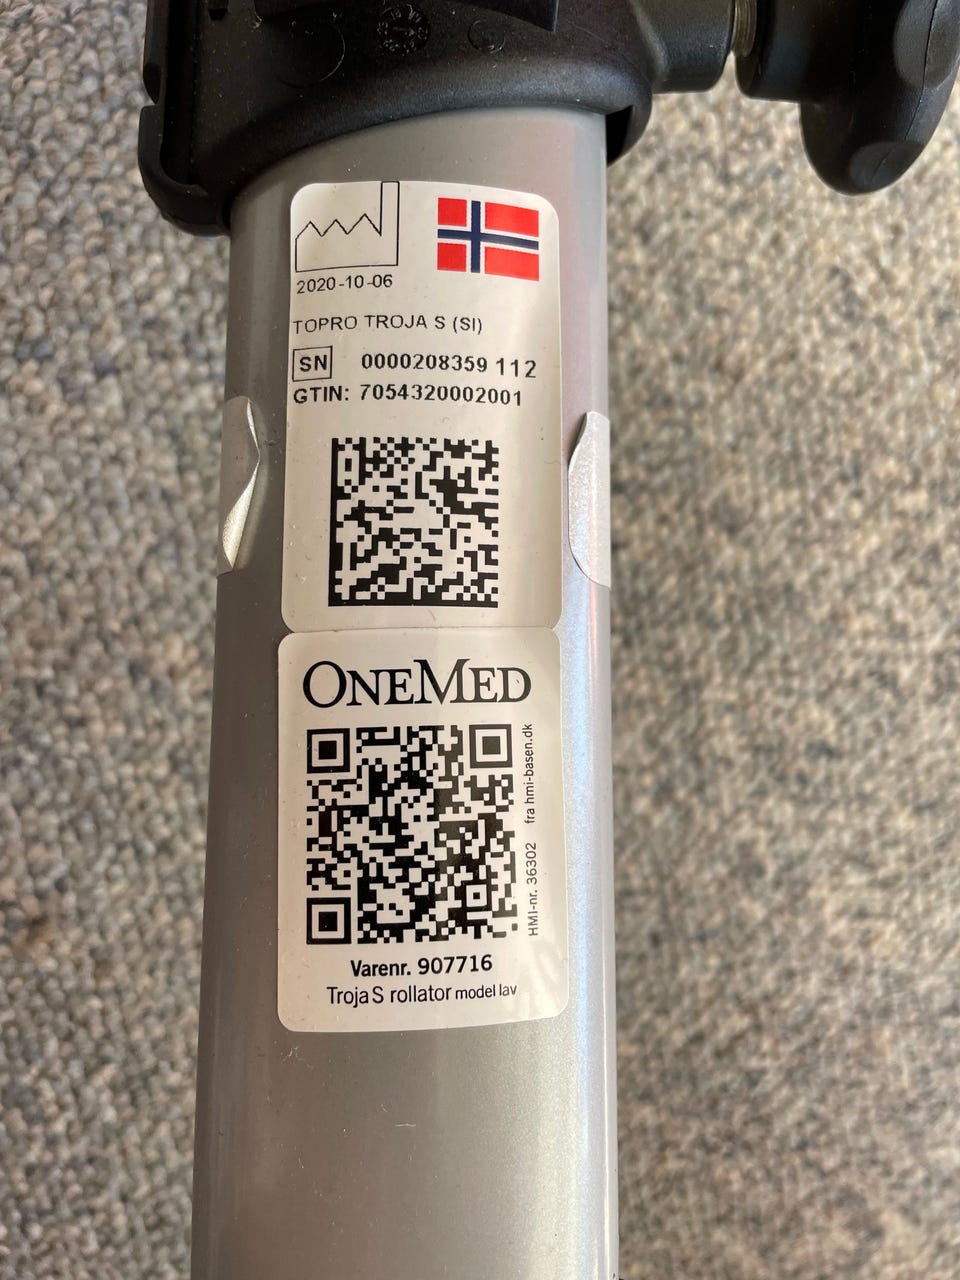 2020-10-06
TOPRO TROJA S (SI)
SN 0000208359 112
GTIN: 7054320002001
ONEMED
HMI-nr. 36302 fra hmi-basen.dk
Varenr. 907716
Troja S rollator model lav